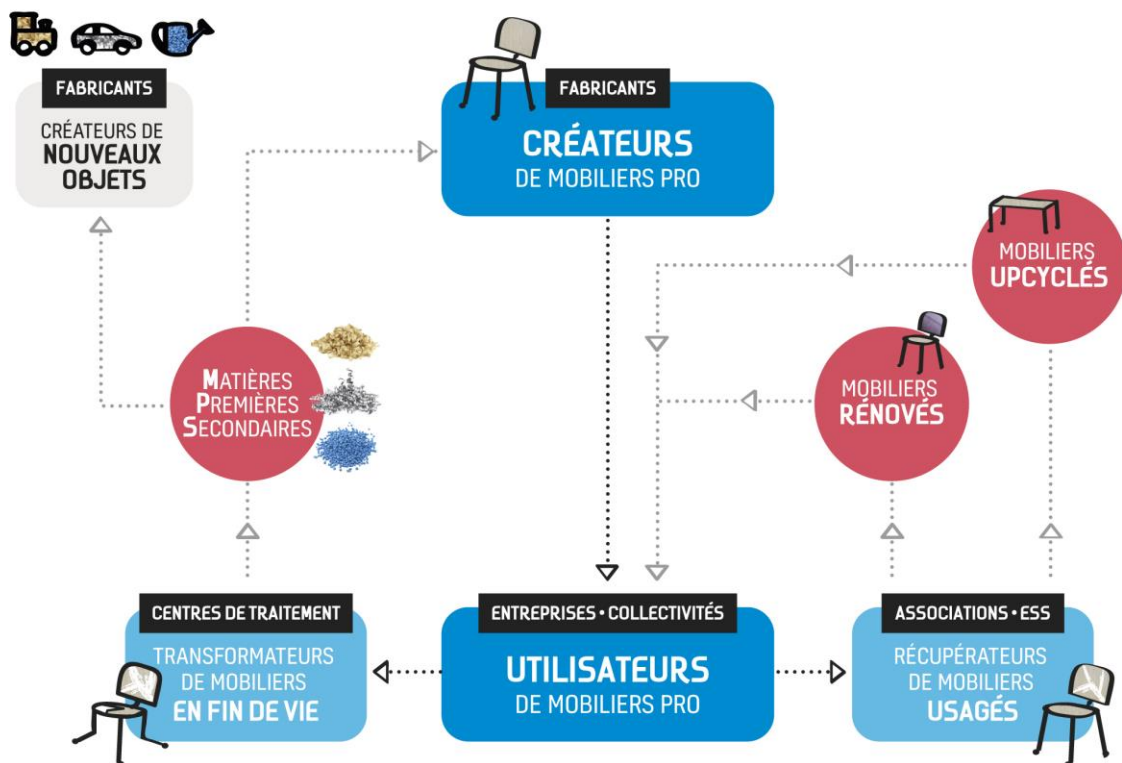 FABRICANTS
CRÉATEURS DE
NOUVEAUX
OBJETS
FABRICANTS
CRÉATEURS
DE MOBILIERS PRO
MOBILIERS
UPCYCLÉS
MOBILIERS
RÉNOVÉS
MATIÈRES
PREMIÈRES
SECONDAIRES
CENTRES DE TRAITEMENT
TRANSFORMATEURS
DE MOBILIERS
EN FIN DE VIE
ENTREPRISES • COLLECTIVITÉS
UTILISATEURS
DE MOBILIERS PRO
ASSOCIATIONS • ESS
RÉCUPÉRATEURS
DE MOBILIERS
USAGÉS